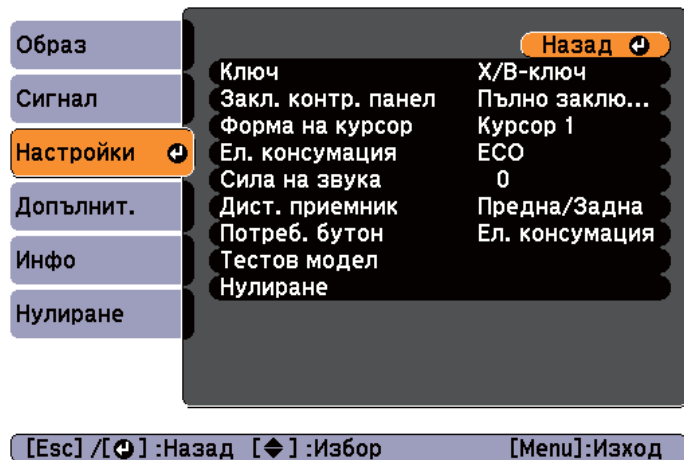 Образ
Сигнал
Настройки
Допълнит.
Инфо
Нулиране
Назад
Ключ Х/В-ключ
Закл. контр. панел Пълно заклю...
Форма на курсор Курсор 1
Ел. консумация ECO
Сила на звука 0
Дист. приемник Предна/Задна
Потреб. бутон Ел. консумация
Тестов модел
Нулиране
[Esc] /[ ] :Назад [ ] :Избор [Menu]:Изход